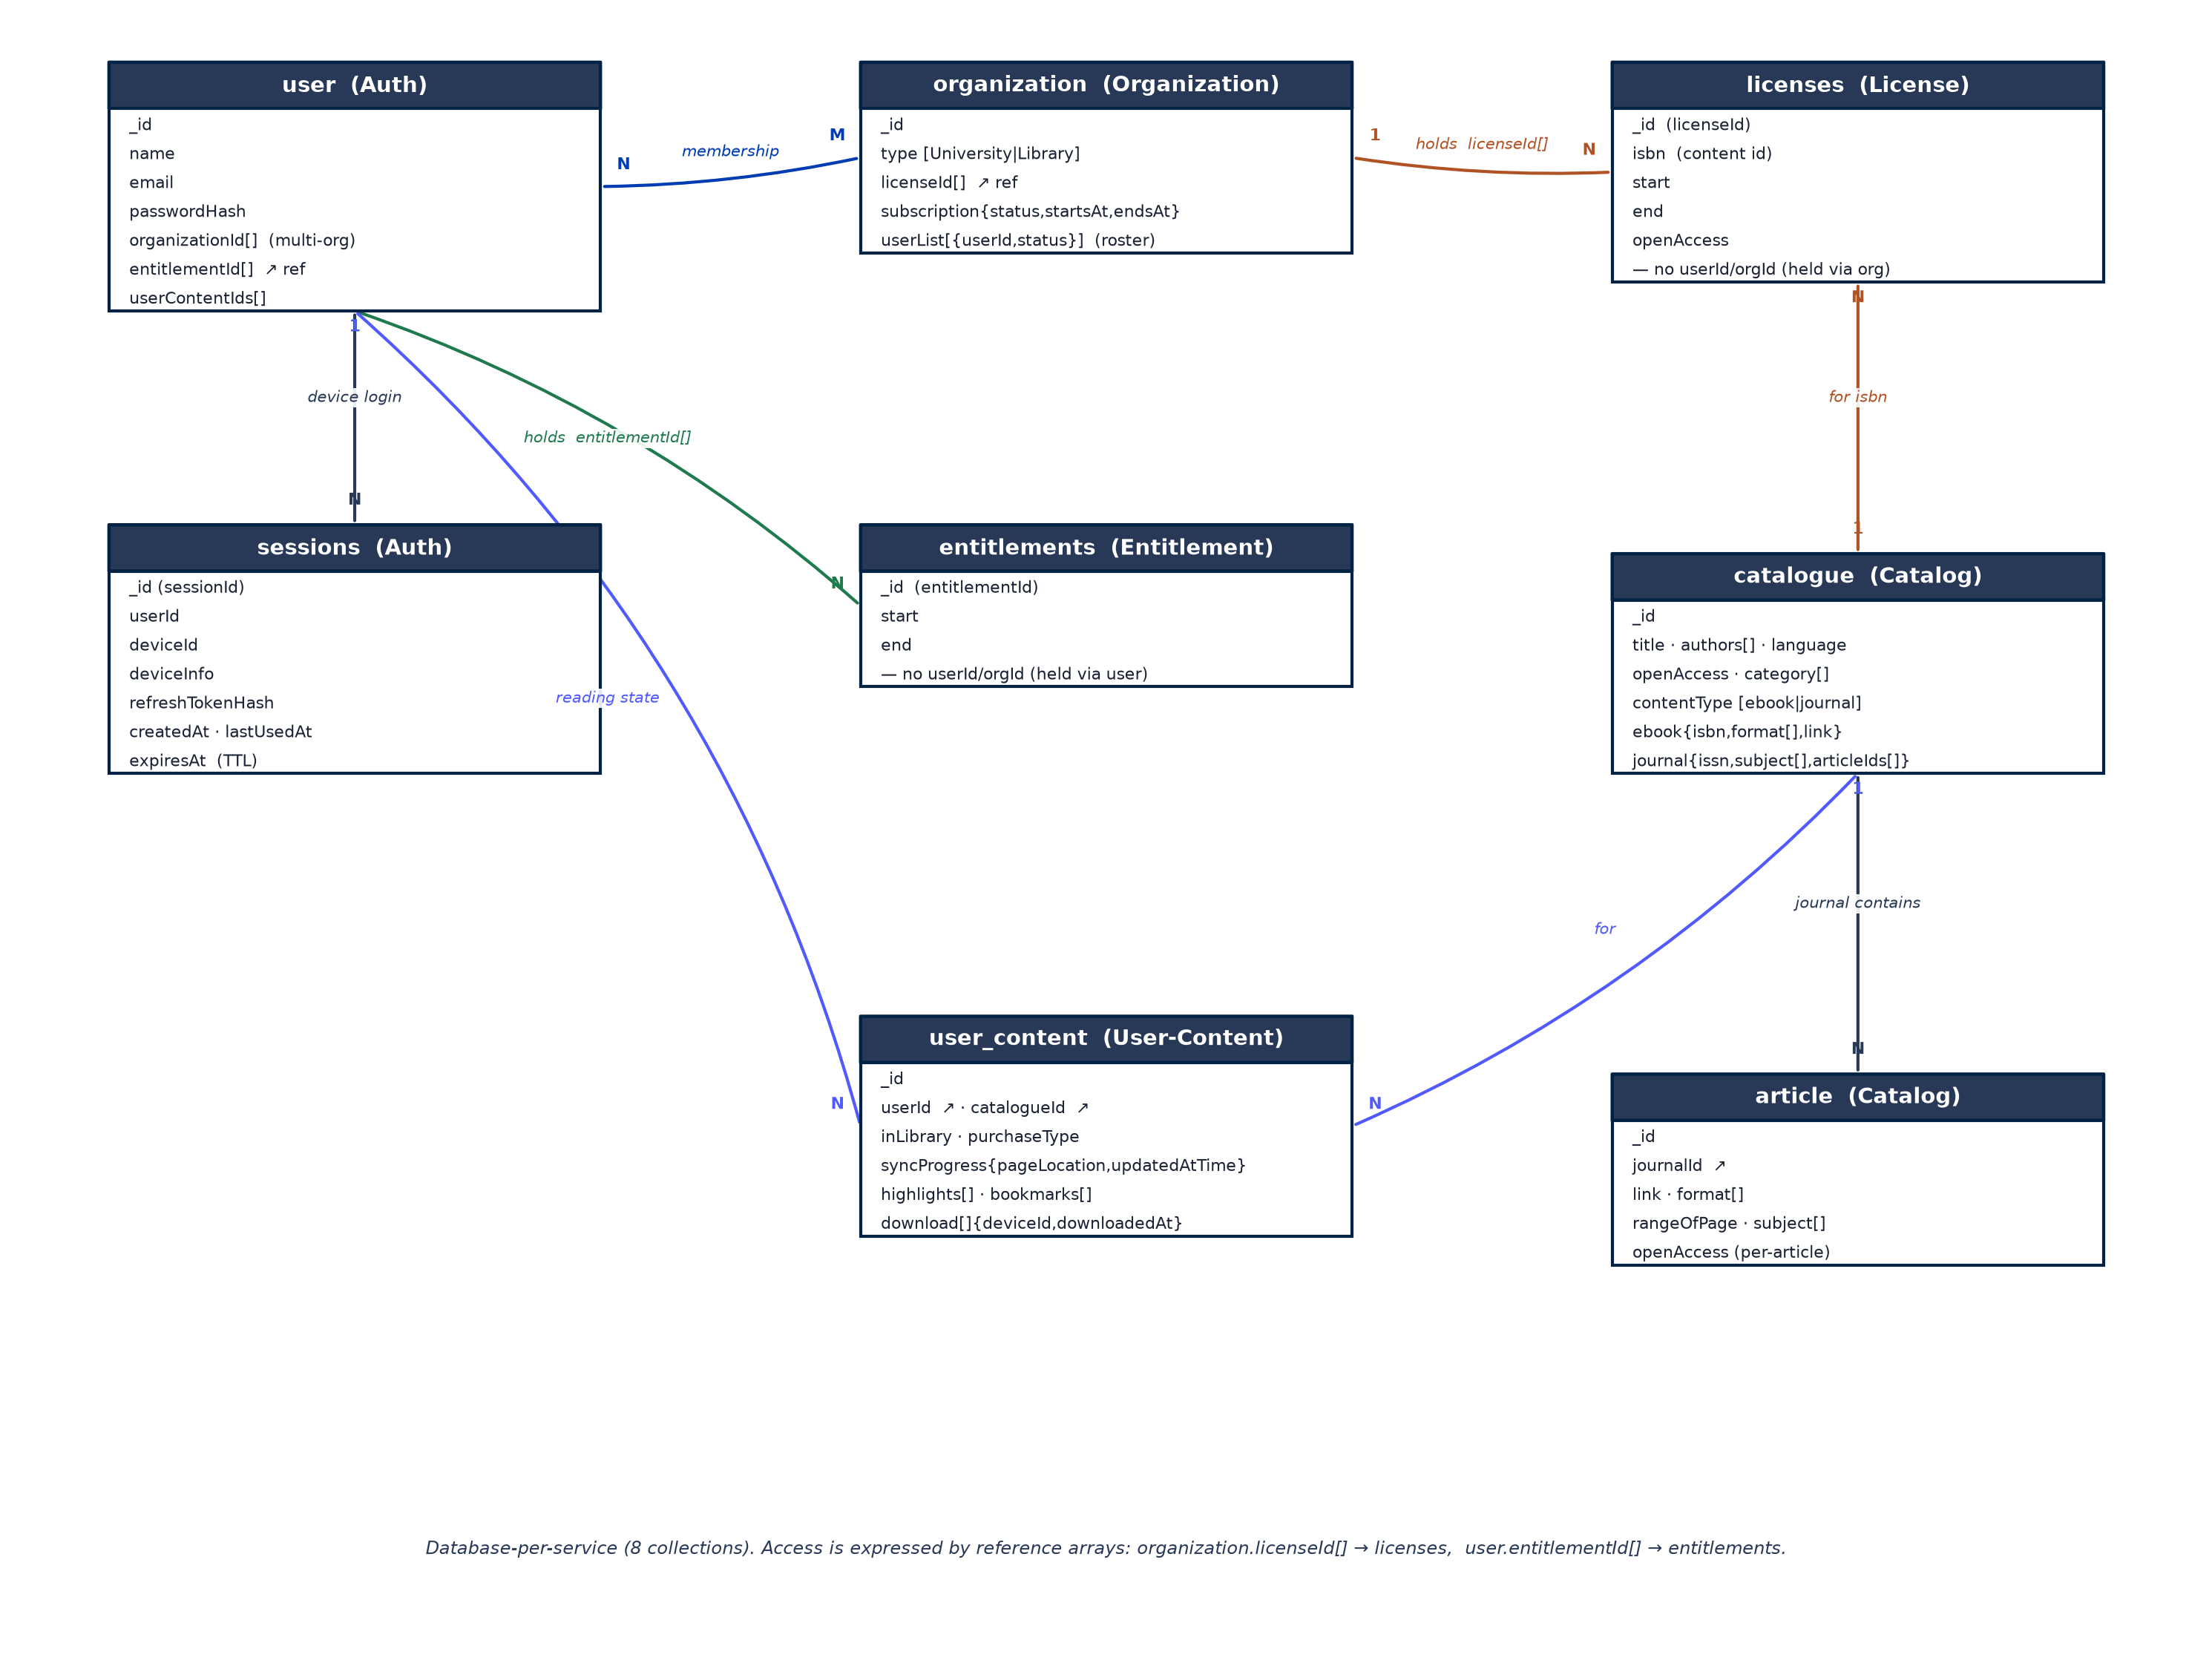 user  (Auth)
_id
name
email
passwordHash
organizationId[]  (multi-org)
entitlementId[]  ↗ ref
userContentIds[]
N
membership
M
organization  (Organization)
_id
type [University|Library]
licenseId[]  ↗ ref
subscription{status,startsAt,endsAt}
userList[{userId,status}]  (roster)
1
holds  licenseId[]
N
licenses  (License)
_id  (licenseId)
isbn  (content id)
start
end
openAccess
— no userId/orgId (held via org)
1
device login
N
holds  entitlementId[]
N
N
for isbn
1
sessions  (Auth)
_id (sessionId)
userId
deviceId
deviceInfo
refreshTokenHash
createdAt · lastUsedAt
expiresAt  (TTL)
reading state
entitlements  (Entitlement)
_id  (entitlementId)
start
end
— no userId/orgId (held via user)
catalogue  (Catalog)
_id
title · authors[] · language
openAccess · category[]
contentType [ebook|journal]
ebook{isbn,format[],link}
journal{issn,subject[],articleIds[]}
1
for
journal contains
N
N
user_content  (User-Content)
_id
userId  ↗ · catalogueId  ↗
inLibrary · purchaseType
syncProgress{pageLocation,updatedAtTime}
highlights[] · bookmarks[]
download[]{deviceId,downloadedAt}
N
article  (Catalog)
_id
journalId  ↗
link · format[]
rangeOfPage · subject[]
openAccess (per-article)
Database-per-service (8 collections). Access is expressed by reference arrays: organization.licenseId[] → licenses,  user.entitlementId[] → entitlements.